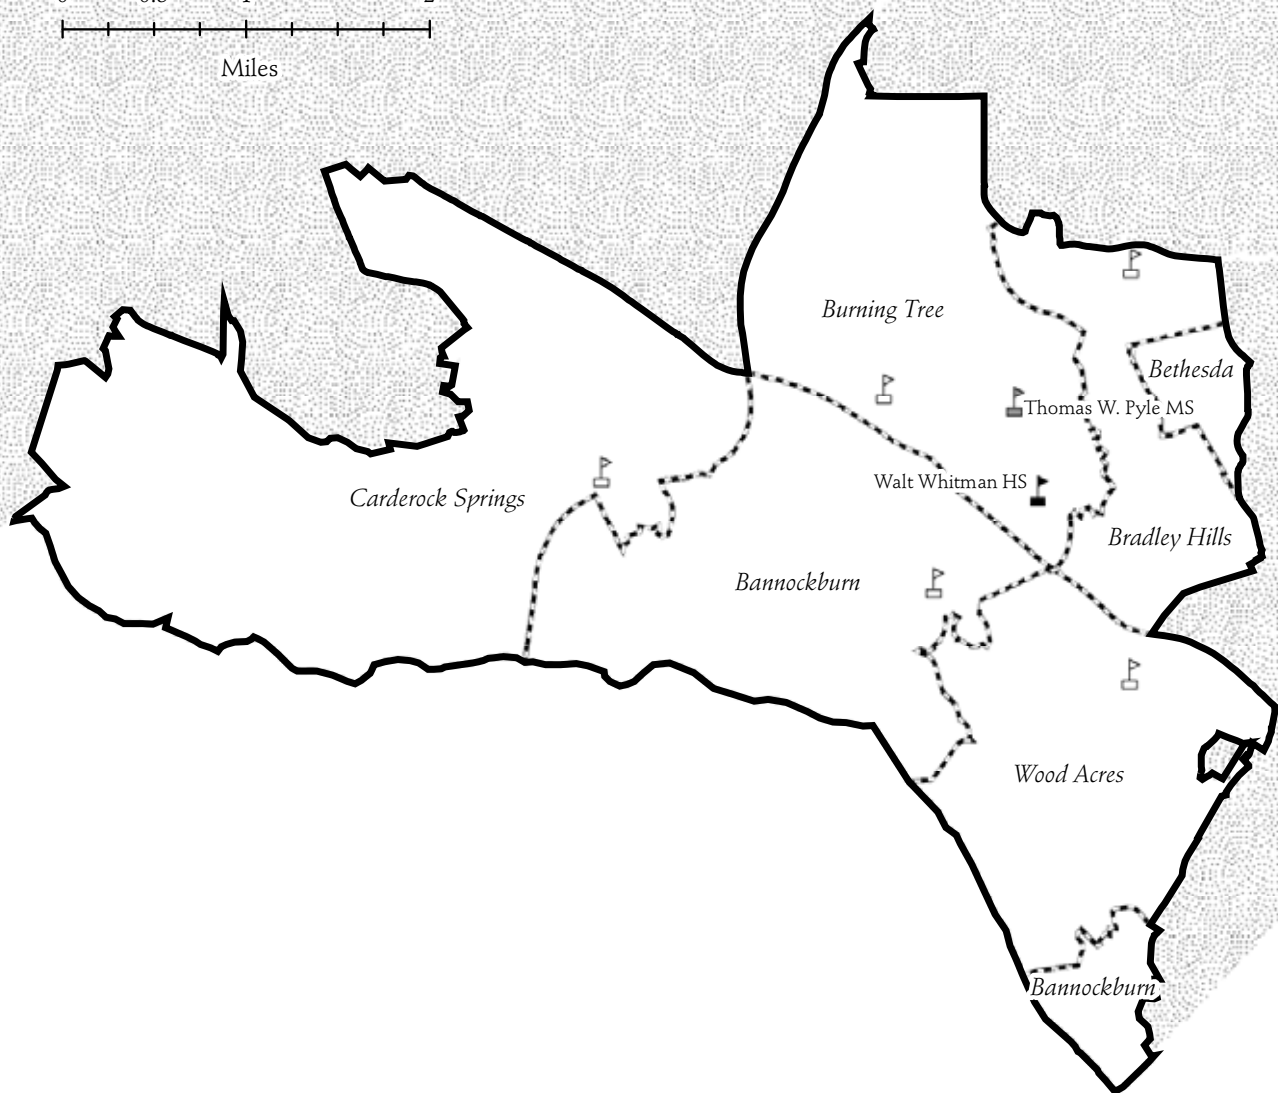 Miles
Burning Tree
Bethesda
Thomas W. Pyle MS
Walt Whitman HS
Carderock Springs
Bradley Hills
Bannockburn
Wood Acres
Bannockburn